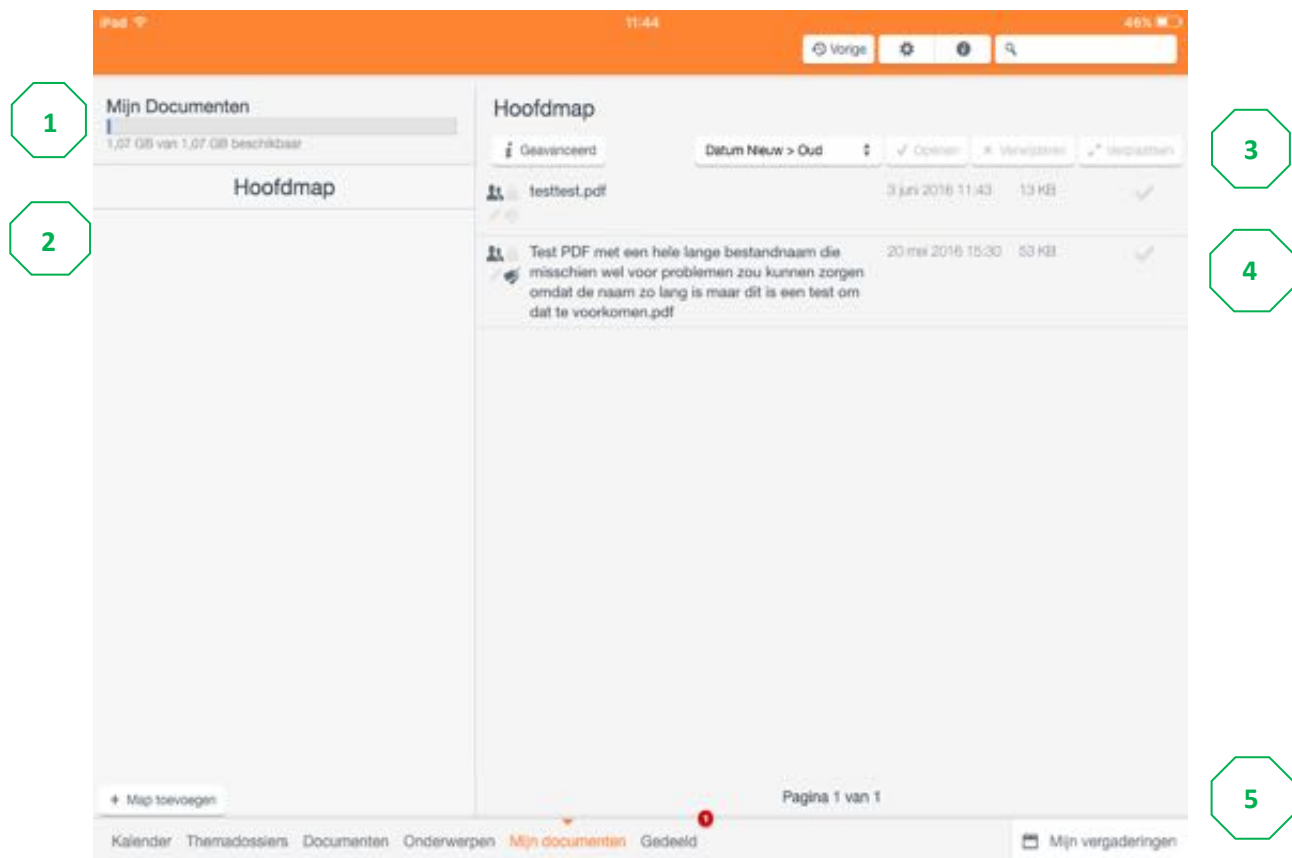 iPad 11:44 46%
Vorige
1
Mijn Documenten
1,07 GB van 1,07 GB beschikbaar
Hoofdmap
2
Hoofdmap
Geavanceerd Datum Nieuw > Oud Openen Verwijderen Verplaatsen
3
testtest.pdf 3 juni 2016 11:43 13 KB
Test PDF met een hele lange bestandnaam die 20 mei 2016 15:30 53 KB
misschien wel voor problemen zou kunnen zorgen
omdat de naam zo lang is maar dit is een test om
dat te voorkomen.pdf
4
+ Map toevoegen
Pagina 1 van 1
5
1
Kalender Themadossiers Documenten Onderwerpen Mijn documenten Gedeeld Mijn vergaderingen